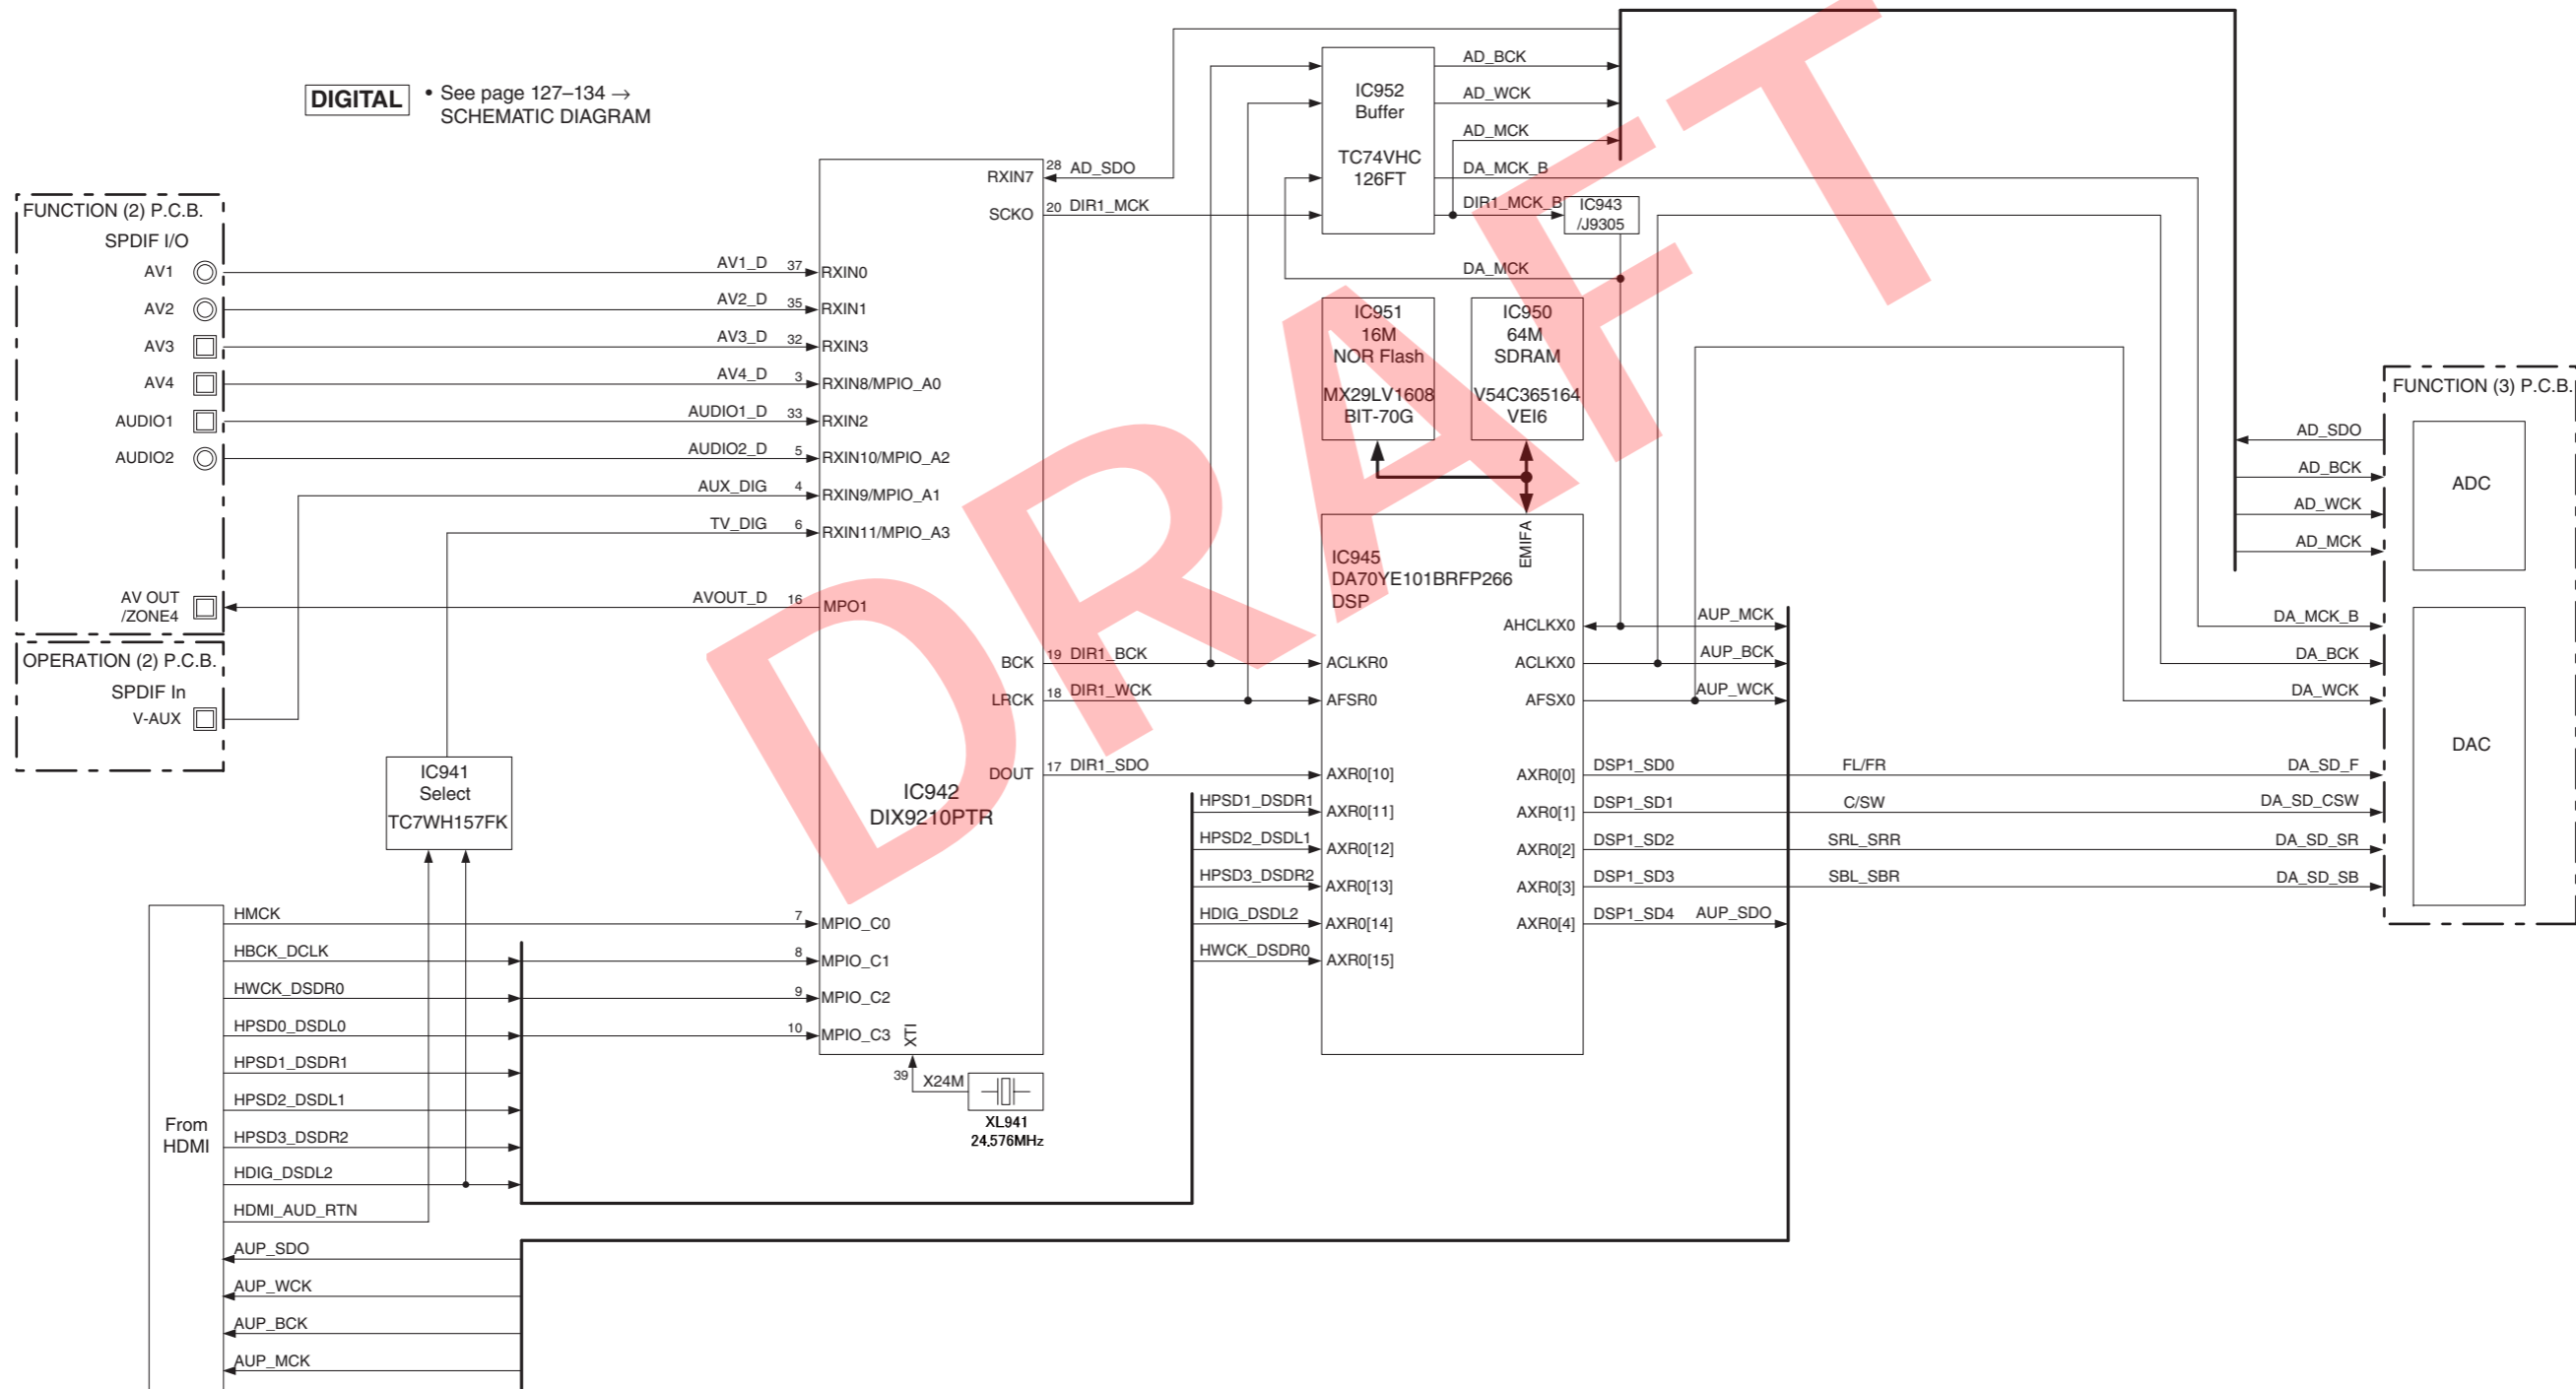 DIGITAL
• See page 127–134 →
SCHEMATIC DIAGRAM
FUNCTION (2) P.C.B.
SPDIF I/O
AV1
AV2
AV3
AV4
AUDIO1
AUDIO2
AV OUT
/ZONE4
OPERATION (2) P.C.B.
SPDIF In
V-AUX
AV1_D 37
AV2_D 35
AV3_D 32
AV4_D 3
AUDIO1_D 33
AUDIO2_D 5
AUX_DIG 4
TV_DIG 6
AVOUT_D 16
IC941
Select
TC7WH157FK
From
HDMI
HMCK 7
HBCK_DCLK 8
HWCK_DSDR0 9
HPSD0_DSDL0 10
HPSD1_DSDR1
HPSD2_DSDL1
HPSD3_DSDR2
HDIG_DSDL2
HDMI_AUD_RTN
AUP_SDO
AUP_WCK
AUP_BCK
AUP_MCK
RXIN7
SCKO
RXIN0
RXIN1
RXIN3
RXIN8/MPIO_A0
RXIN2
RXIN10/MPIO_A2
RXIN9/MPIO_A1
RXIN11/MPIO_A3
MPO1
BCK
LRCK
DOUT
IC942
DIX9210PTR
MPIO_C0
MPIO_C1
MPIO_C2
MPIO_C3
XTI
39 X24M
XL941
24.576MHz
28 AD_SDO
20 DIR1_MCK
19 DIR1_BCK
18 DIR1_WCK
17 DIR1_SDO
HPSD1_DSDR1
HPSD2_DSDL1
HPSD3_DSDR2
HDIG_DSDL2
HWCK_DSDR0
IC952
Buffer
TC74VHC
126FT
AD_BCK
AD_WCK
AD_MCK
DA_MCK_B
DIR1_MCK_B
IC943
/J9305
DA_MCK
IC951
16M
NOR Flash
MX29LV1608
BIT-70G
IC950
64M
SDRAM
V54C365164
VEI6
EMIFA
IC945
DA70YE101BRFP266
DSP
ACLKR0
AFSR0
AXR0[10]
AXR0[11]
AXR0[12]
AXR0[13]
AXR0[14]
AXR0[15]
AHCLKX0
ACLKX0
AFSX0
AXR0[0]
AXR0[1]
AXR0[2]
AXR0[3]
AXR0[4]
AUP_MCK
AUP_BCK
AUP_WCK
DSP1_SD0 FL/FR DA_SD_F
DSP1_SD1 C/SW DA_SD_CSW
DSP1_SD2 SRL_SRR DA_SD_SR
DSP1_SD3 SBL_SBR DA_SD_SB
DSP1_SD4 AUP_SDO
FUNCTION (3) P.C.B.
AD_SDO
AD_BCK
AD_WCK
AD_MCK
ADC
DA_MCK_B
DA_BCK
DA_WCK
DAC
DRAFT